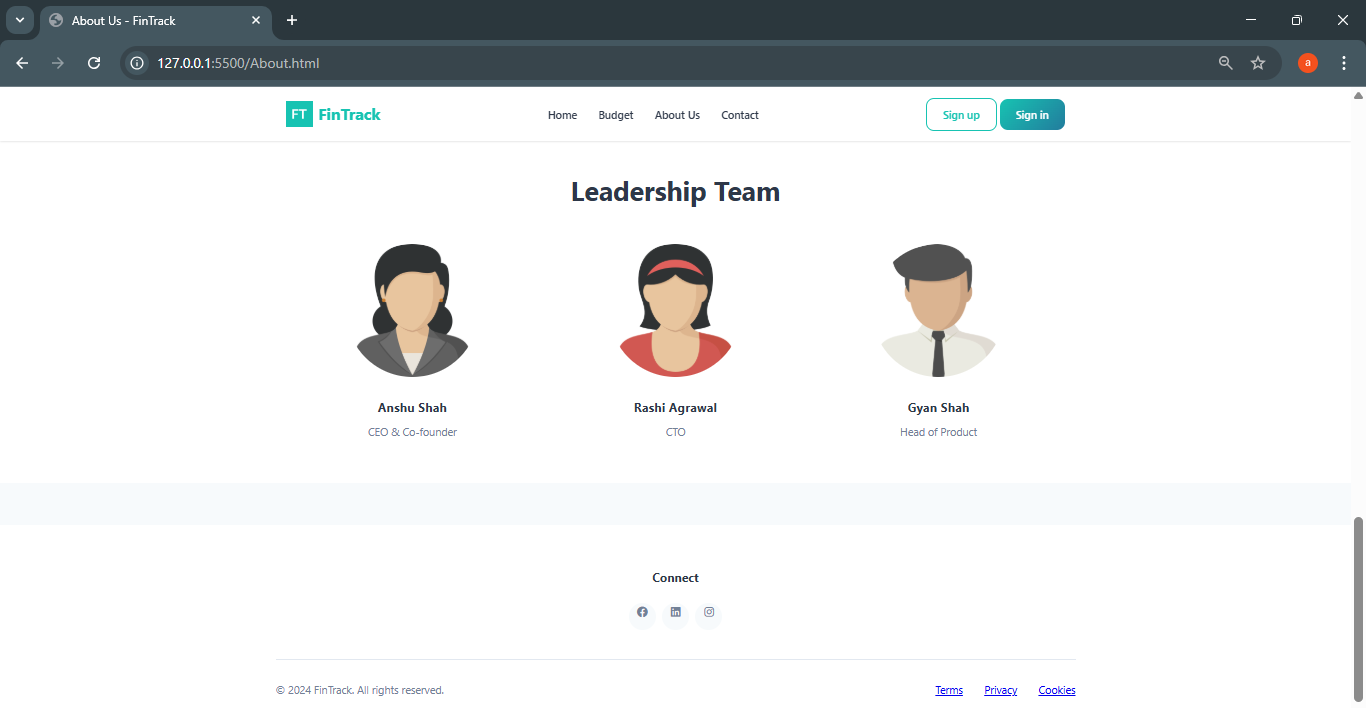 About Us - FinTrack
127.0.0.1:5500/About.html
a
FT FinTrack
Home Budget About Us Contact
Sign up Sign in
Leadership Team
Anshu Shah Rashi Agrawal Gyan Shah
CEO & Co-founder CTO Head of Product
Connect
© 2024 FinTrack. All rights reserved. Terms Privacy Cookies